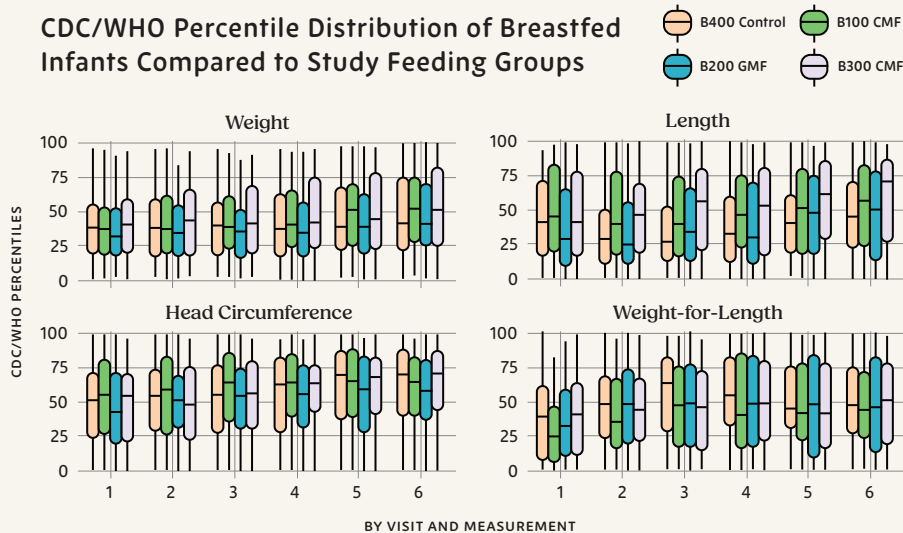 CDC/WHO Percentile Distribution of Breastfed
Infants Compared to Study Feeding Groups
B400 Control
B100 CMF
B200 GMF
B300 CMF
CDC/WHO PERCENTILES
Weight
100
75
50
25
0
Length
100
75
50
25
0
Head Circumference
100
75
50
25
0
1 2 3 4 5 6
Weight-for-Length
100
75
50
25
0
1 2 3 4 5 6
BY VISIT AND MEASUREMENT